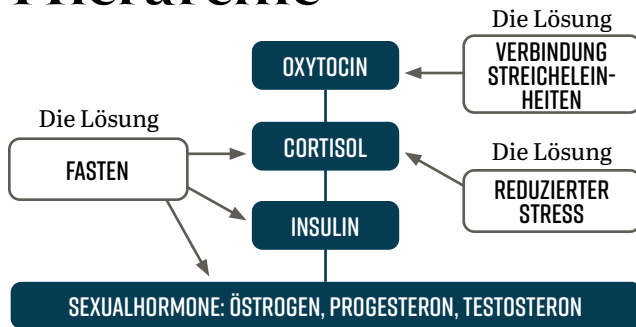 Die Lösung
VERBINDUNG
STREICHELEIN-
HEITEN
OXYTOCIN
Die Lösung
FASTEN
CORTISOL
Die Lösung
REDUZIERTER
STRESS
INSULIN
SEXUALHORMONE: ÖSTROGEN, PROGESTERON, TESTOSTERON